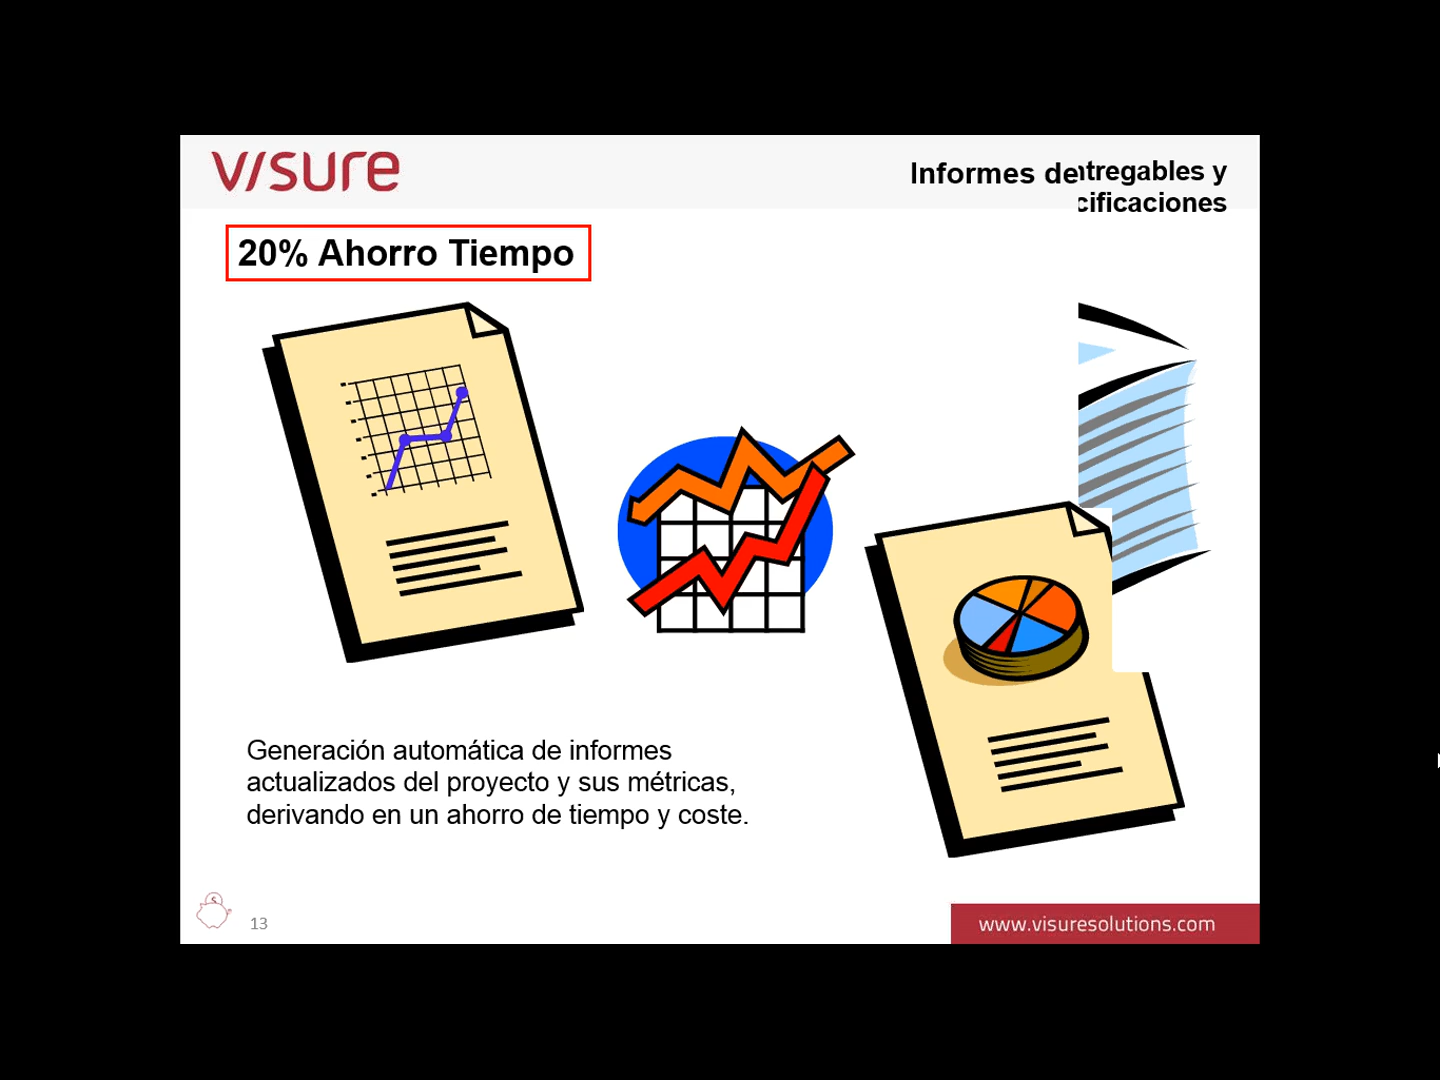 visure
Informes de
ntregables y
cificaciones
20% Ahorro Tiempo
Generación automática de informes
actualizados del proyecto y sus métricas,
derivando en un ahorro de tiempo y coste.
13
www.visuresolutions.com